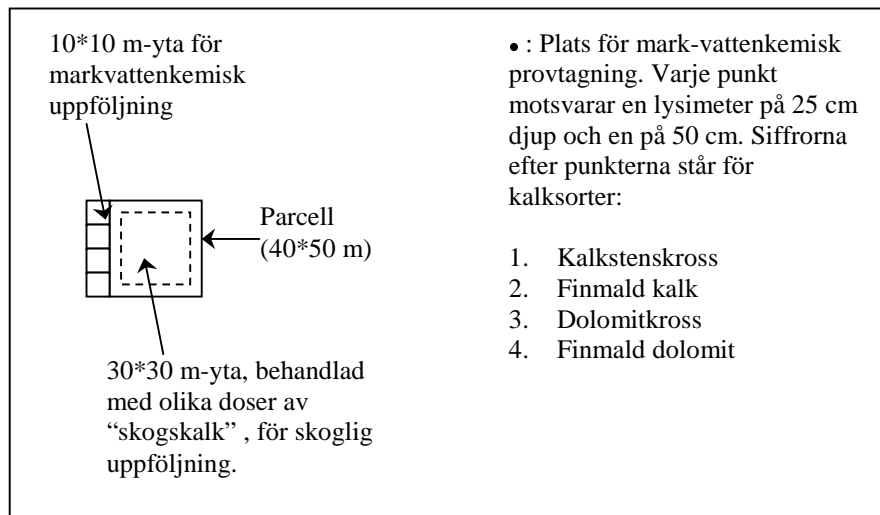 10*10 m-yta för
markvattenkemisk
uppföljning
Parcell
(40*50 m)
30*30 m-yta, behandlad
med olika doser av
“skogskalk” , för skoglig
uppföljning.
• : Plats för mark-vattenkemisk
provtagning. Varje punkt
motsvarar en lysimeter på 25 cm
djup och en på 50 cm. Siffrorna
efter punkterna står för
kalksorter:
1. Kalkstenskross
2. Finmald kalk
3. Dolomitkross
4. Finmald dolomit